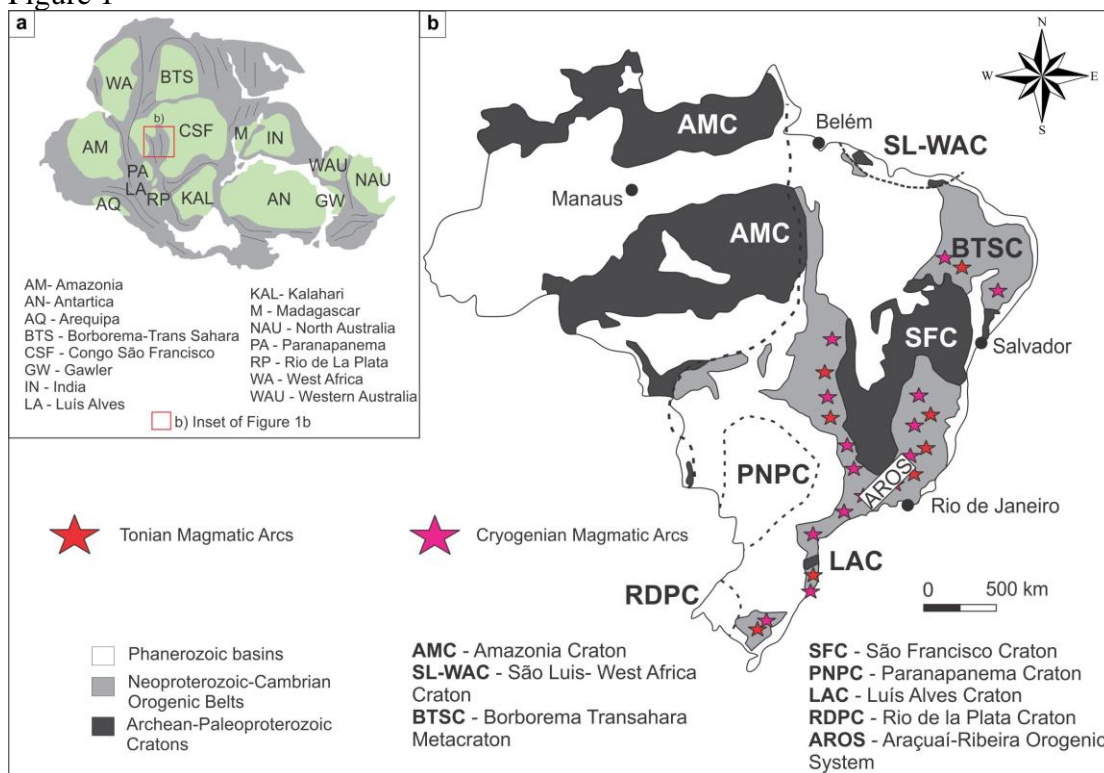 Figure 1
a
WA
BTS
b)
CSF
M
IN
AM
PA
LA
RP
KAL
AN
WAU
NAU
GW
AQ
AM- Amazonia
AN- Antartica
AQ - Arequipa
BTS - Borborema-Trans Sahara
CSF - Congo São Francisco
GW - Gawler
IN - India
LA - Luís Alves
KAL- Kalahari
M - Madagascar
NAU - North Australia
PA - Paranapanema
RP - Rio de La Plata
WA - West Africa
WAU - Western Australia
b) Inset of Figure 1b
b
N
W
E
S
AMC
Belém
SL-WAC
Manaus
AMC
BTSC
SFC
Salvador
PNPC
AROS
Rio de Janeiro
LAC
RDPC
0 500 km
Tonian Magmatic Arcs
Cryogenian Magmatic Arcs
Phanerozoic basins
Neoproterozoic-Cambrian
Orogenic Belts
Archean-Paleoproterozoic
Cratons
AMC - Amazonia Craton
SL-WAC - São Luis- West Africa
Craton
BTSC - Borborema Transahara
Metacraton
SFC - São Francisco Craton
PNPC - Paranapanema Craton
LAC - Luís Alves Craton
RDPC - Rio de la Plata Craton
AROS - Araçuaí-Ribeira Orogenic
System